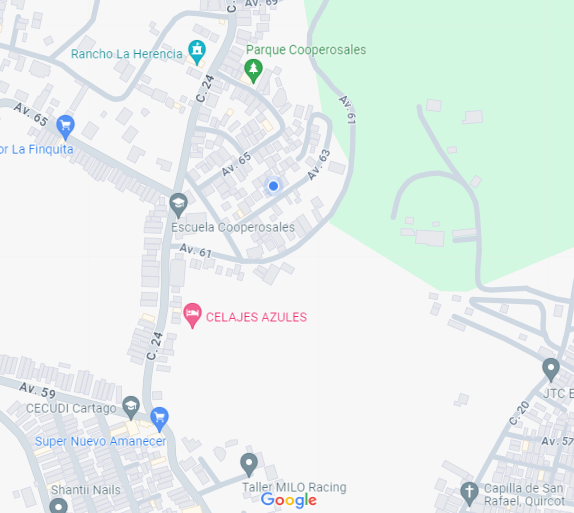 Av. 69
C.
Rancho La Herencia
Parque Cooperosales
C. 24
Av. 61
Av. 65
or La Finquita
Av. 65
Av. 63
Escuela Cooperosales
Av. 61
CELAJES AZULES
C. 24
JTC E
Av. 59
CECUDI Cartago
C. 20
Super Nuevo Amanecer
Av. 57
Shantii Nails
Taller MILO Racing
Google
Capilla de San
Rafael, Quircot